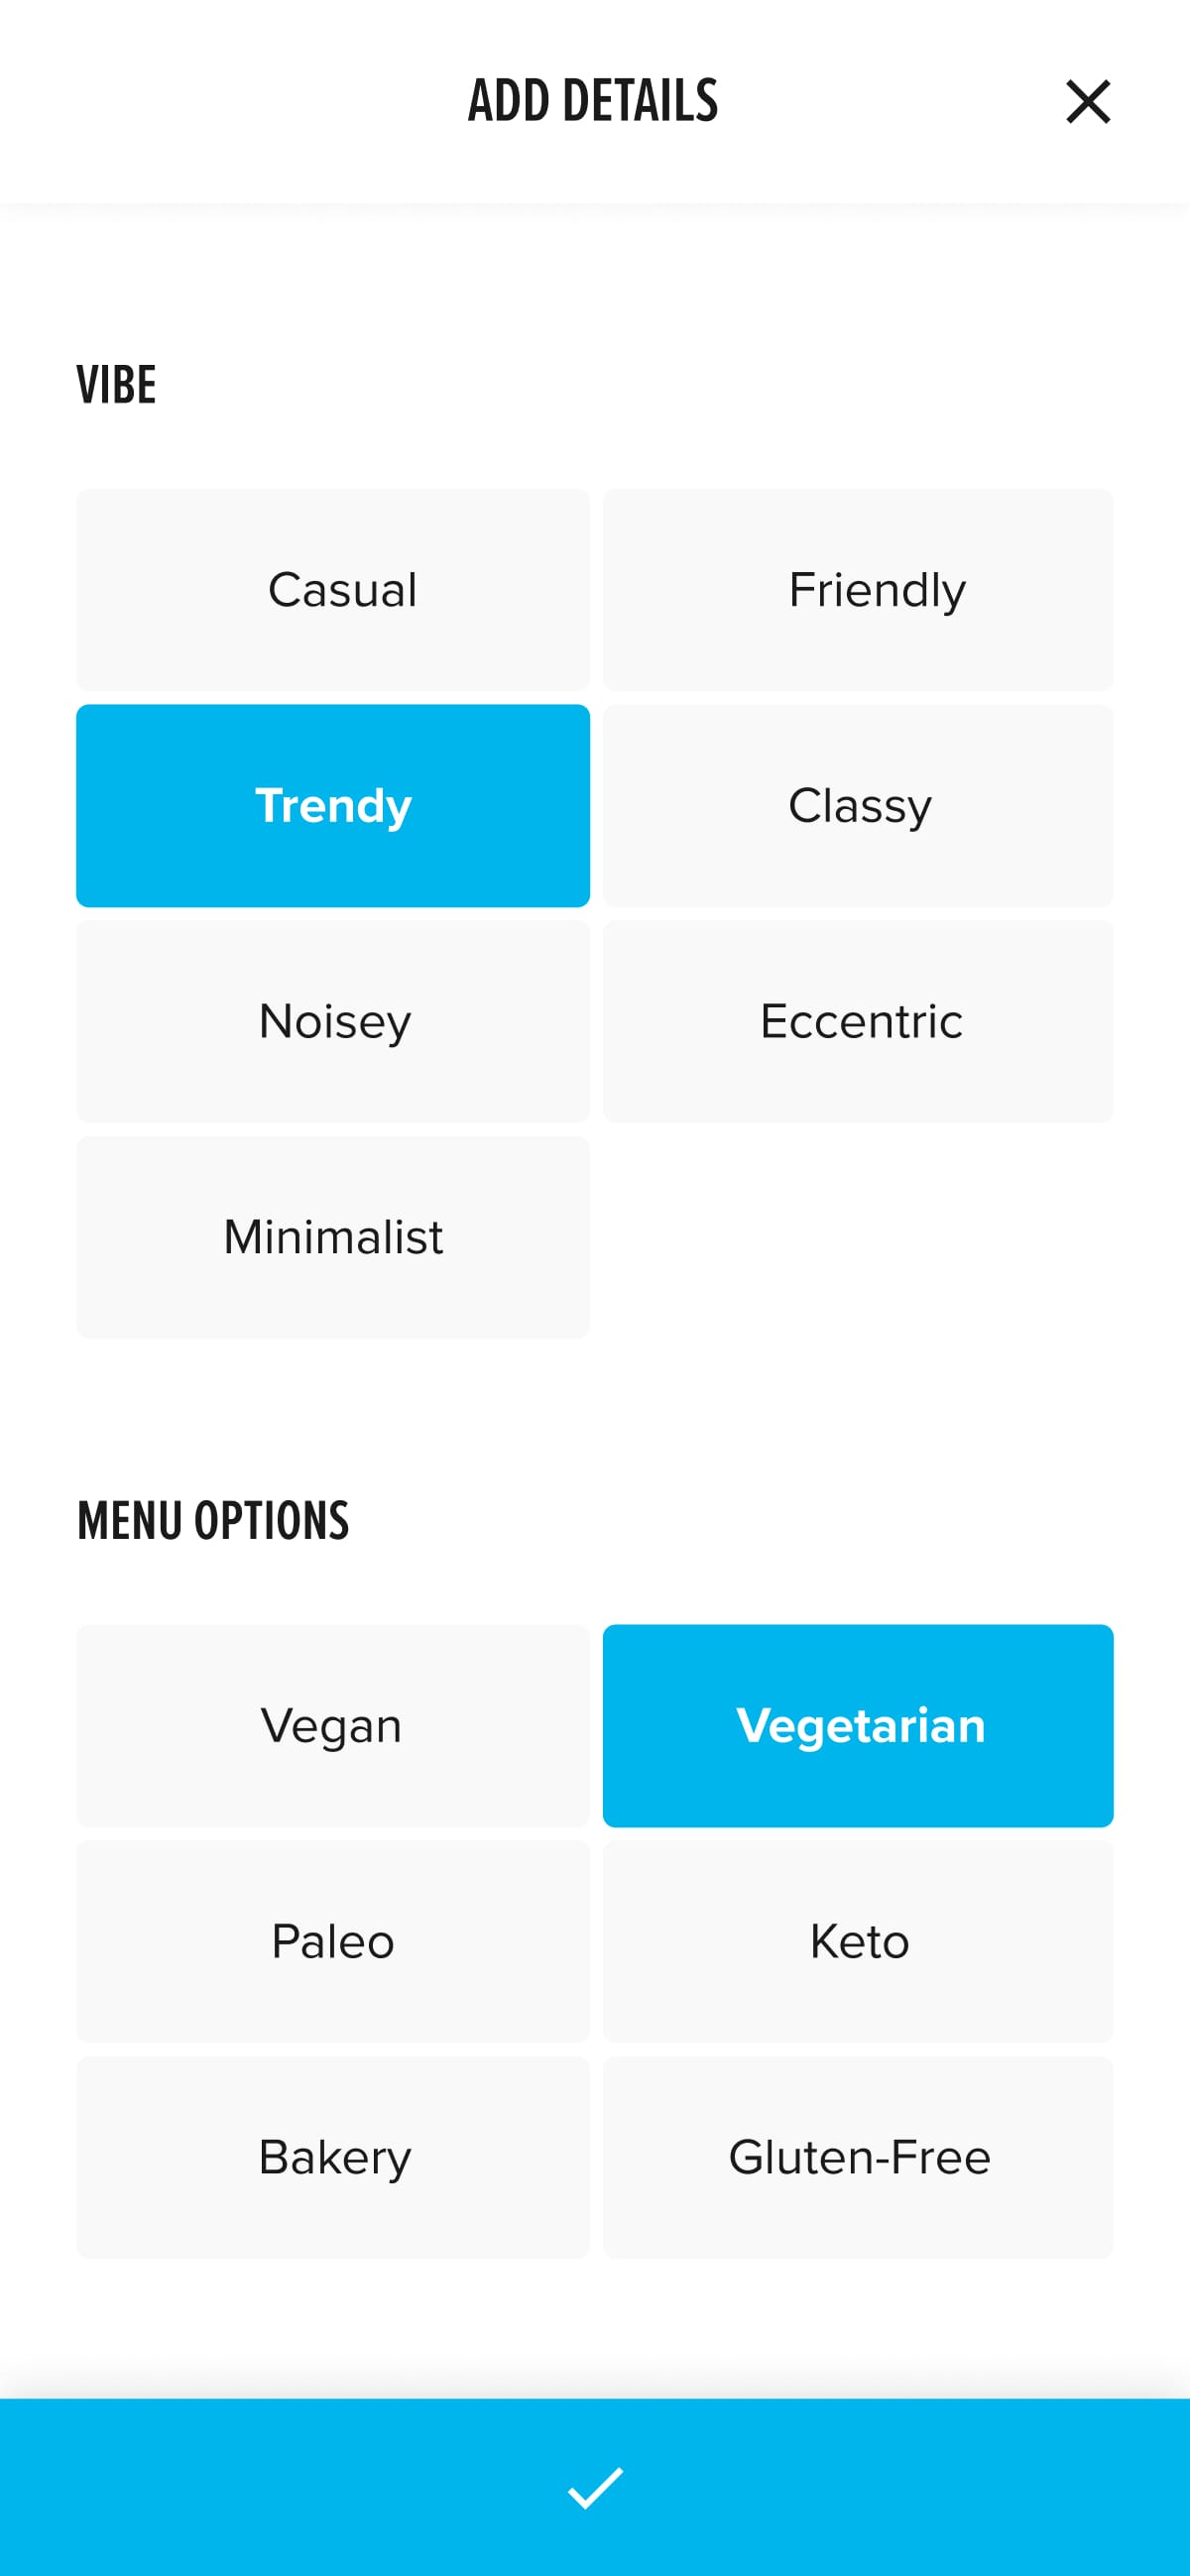 ADD DETAILS
VIBE
Casual
Friendly
Trendy
Classy
Noisey
Eccentric
Minimalist
MENU OPTIONS
Vegan
Vegetarian
Paleo
Keto
Bakery
Gluten-Free